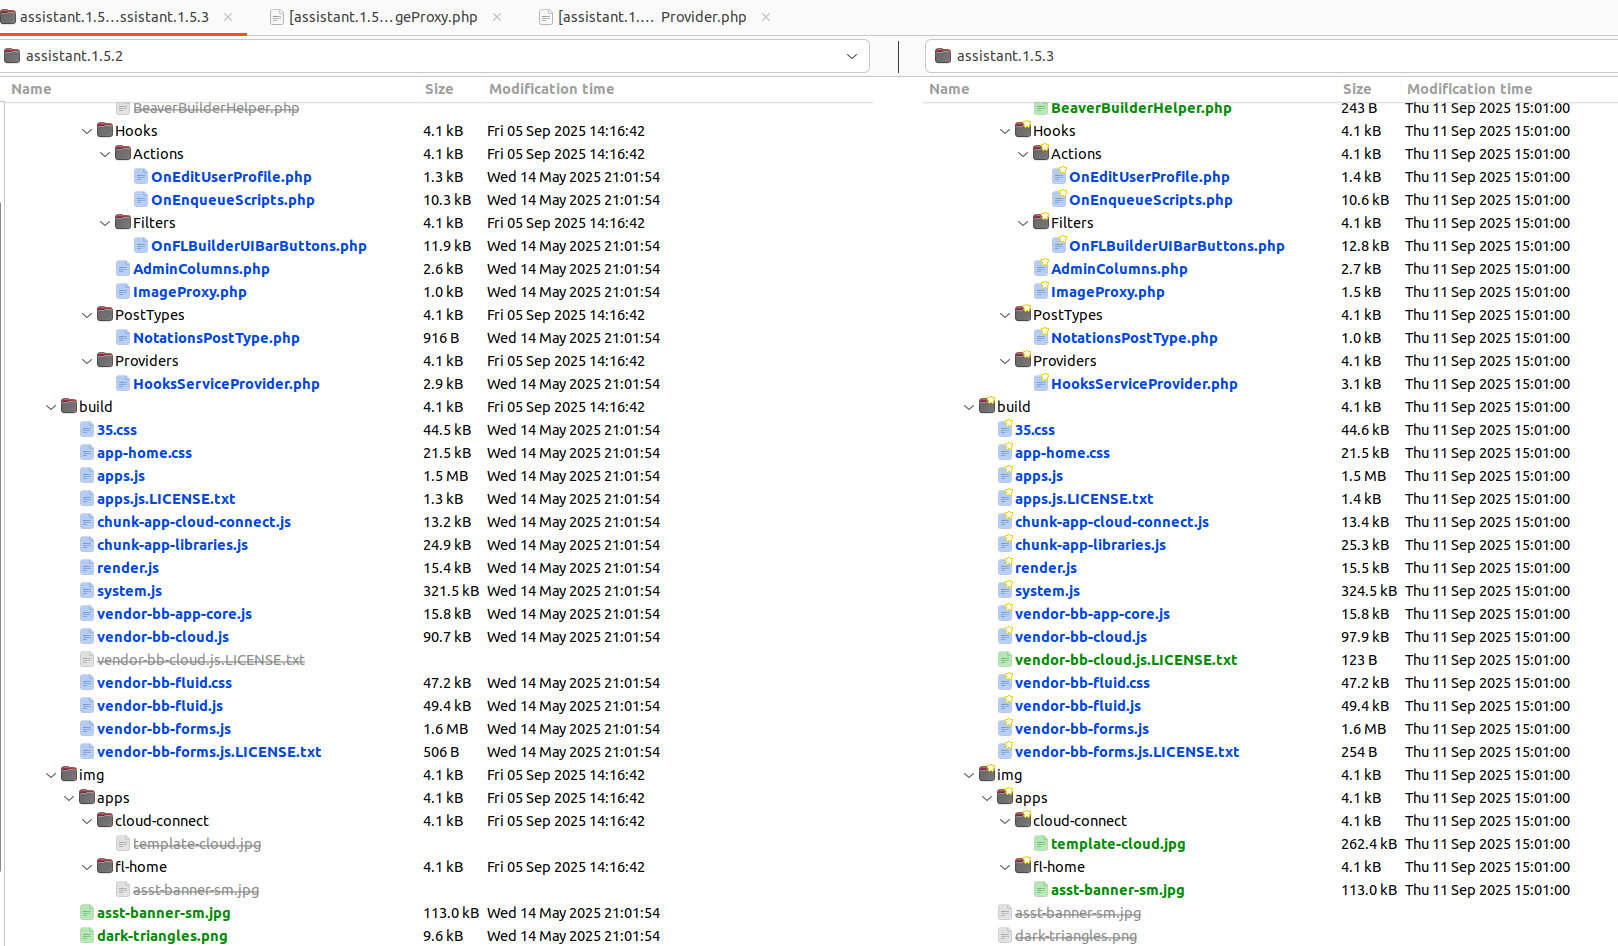 assistant.1.5...ssistant.1.5.3 × [assistant.1.5...geProxy.php × [assistant.1.... Provider.php ×
assistant.1.5.2 assistant.1.5.3
Name Size Modification time Name Size Modification time
BeaverBuilderHelper.php BeaverBuilderHelper.php 243 B Thu 11 Sep 2025 15:01:00
Hooks 4.1 kB Fri 05 Sep 2025 14:16:42 Hooks 4.1 kB Thu 11 Sep 2025 15:01:00
Actions 4.1 kB Fri 05 Sep 2025 14:16:42 Actions 4.1 kB Thu 11 Sep 2025 15:01:00
OnEditUserProfile.php 1.3 kB Wed 14 May 2025 21:01:54 OnEditUserProfile.php 1.4 kB Thu 11 Sep 2025 15:01:00
OnEnqueueScripts.php 10.3 kB Wed 14 May 2025 21:01:54 OnEnqueueScripts.php 10.6 kB Thu 11 Sep 2025 15:01:00
Filters 4.1 kB Fri 05 Sep 2025 14:16:42 Filters 4.1 kB Thu 11 Sep 2025 15:01:00
OnFLBuilderUIBarButtons.php 11.9 kB Wed 14 May 2025 21:01:54 OnFLBuilderUIBarButtons.php 12.8 kB Thu 11 Sep 2025 15:01:00
AdminColumns.php 2.6 kB Wed 14 May 2025 21:01:54 AdminColumns.php 2.7 kB Thu 11 Sep 2025 15:01:00
ImageProxy.php 1.0 kB Wed 14 May 2025 21:01:54 ImageProxy.php 1.5 kB Thu 11 Sep 2025 15:01:00
PostTypes 4.1 kB Fri 05 Sep 2025 14:16:42 PostTypes 4.1 kB Thu 11 Sep 2025 15:01:00
NotationsPostType.php 916 B Wed 14 May 2025 21:01:54 NotationsPostType.php 1.0 kB Thu 11 Sep 2025 15:01:00
Providers 4.1 kB Fri 05 Sep 2025 14:16:42 Providers 4.1 kB Thu 11 Sep 2025 15:01:00
HooksServiceProvider.php 2.9 kB Wed 14 May 2025 21:01:54 HooksServiceProvider.php 3.1 kB Thu 11 Sep 2025 15:01:00
build 4.1 kB Fri 05 Sep 2025 14:16:42 build 4.1 kB Thu 11 Sep 2025 15:01:00
35.css 44.5 kB Wed 14 May 2025 21:01:54 35.css 44.6 kB Thu 11 Sep 2025 15:01:00
app-home.css 21.5 kB Wed 14 May 2025 21:01:54 app-home.css 21.5 kB Thu 11 Sep 2025 15:01:00
apps.js 1.5 MB Wed 14 May 2025 21:01:54 apps.js 1.5 MB Thu 11 Sep 2025 15:01:00
apps.js.LICENSE.txt 1.3 kB Wed 14 May 2025 21:01:54 apps.js.LICENSE.txt 1.4 kB Thu 11 Sep 2025 15:01:00
chunk-app-cloud-connect.js 13.2 kB Wed 14 May 2025 21:01:54 chunk-app-cloud-connect.js 13.4 kB Thu 11 Sep 2025 15:01:00
chunk-app-libraries.js 24.9 kB Wed 14 May 2025 21:01:54 chunk-app-libraries.js 25.3 kB Thu 11 Sep 2025 15:01:00
render.js 15.4 kB Wed 14 May 2025 21:01:54 render.js 15.5 kB Thu 11 Sep 2025 15:01:00
system.js 321.5 kB Wed 14 May 2025 21:01:54 system.js 324.5 kB Thu 11 Sep 2025 15:01:00
vendor-bb-app-core.js 15.8 kB Wed 14 May 2025 21:01:54 vendor-bb-app-core.js 15.8 kB Thu 11 Sep 2025 15:01:00
vendor-bb-cloud.js 90.7 kB Wed 14 May 2025 21:01:54 vendor-bb-cloud.js 97.9 kB Thu 11 Sep 2025 15:01:00
vendor-bb-cloud.js.LICENSE.txt vendor-bb-cloud.js.LICENSE.txt 123 B Thu 11 Sep 2025 15:01:00
vendor-bb-fluid.css 47.2 kB Wed 14 May 2025 21:01:54 vendor-bb-fluid.css 47.2 kB Thu 11 Sep 2025 15:01:00
vendor-bb-fluid.js 49.4 kB Wed 14 May 2025 21:01:54 vendor-bb-fluid.js 49.4 kB Thu 11 Sep 2025 15:01:00
vendor-bb-forms.js 1.6 MB Wed 14 May 2025 21:01:54 vendor-bb-forms.js 1.6 MB Thu 11 Sep 2025 15:01:00
vendor-bb-forms.js.LICENSE.txt 506 B Wed 14 May 2025 21:01:54 vendor-bb-forms.js.LICENSE.txt 254 B Thu 11 Sep 2025 15:01:00
img 4.1 kB Fri 05 Sep 2025 14:16:42 img 4.1 kB Thu 11 Sep 2025 15:01:00
apps 4.1 kB Fri 05 Sep 2025 14:16:42 apps 4.1 kB Thu 11 Sep 2025 15:01:00
cloud-connect 4.1 kB Fri 05 Sep 2025 14:16:42 cloud-connect 4.1 kB Thu 11 Sep 2025 15:01:00
template-cloud.jpg template-cloud.jpg 262.4 kB Thu 11 Sep 2025 15:01:00
fl-home 4.1 kB Fri 05 Sep 2025 14:16:42 fl-home 4.1 kB Thu 11 Sep 2025 15:01:00
asst-banner-sm.jpg asst-banner-sm.jpg 113.0 kB Thu 11 Sep 2025 15:01:00
asst-banner-sm.jpg 113.0 kB Wed 14 May 2025 21:01:54 asst-banner-sm.jpg
dark-triangles.png 9.6 kB Wed 14 May 2025 21:01:54 dark-triangles.png